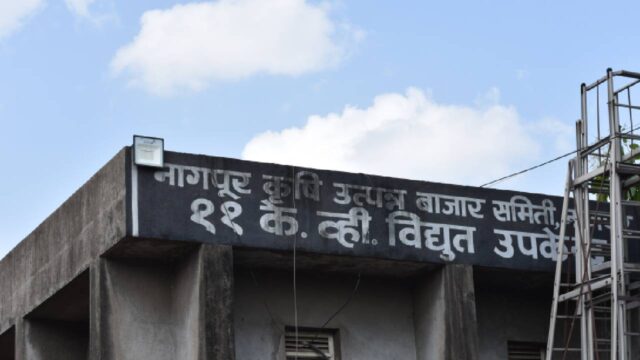 नागपूर कृषि उत्पन्न बाजार समिती,
११ के. व्ही. विद्युत